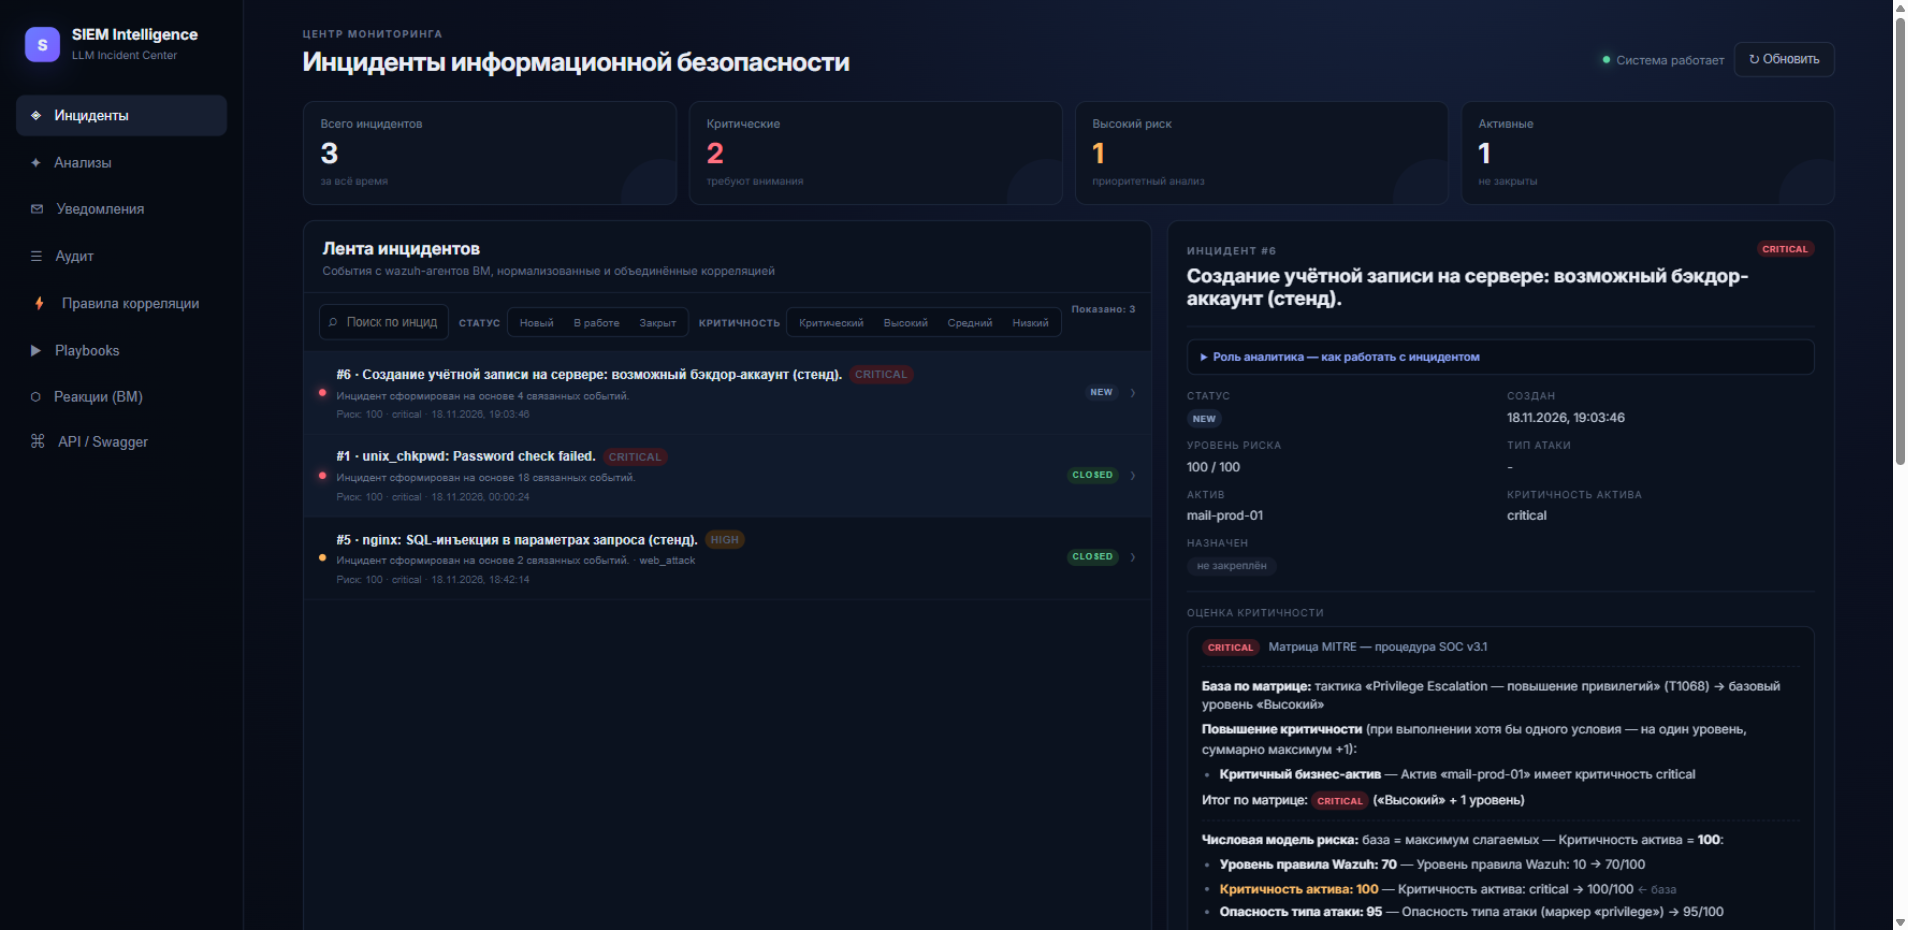 S
SIEM Intelligence
LLM Incident Center
Инциденты
Анализы
Уведомления
Аудит
Правила корреляции
Playbooks
Реакции (ВМ)
API / Swagger
ЦЕНТР МОНИТОРИНГА
Инциденты информационной безопасности
Система работает
↻ Обновить
Всего инцидентов
3
за всё время
Критические
2
требуют внимания
Высокий риск
1
приоритетный анализ
Активные
1
не закрыты
Лента инцидентов
События с wazuh-агентов ВМ, нормализованные и объединённые корреляцией
Поиск по инцид
СТАТУС
Новый В работе Закрыт
КРИТИЧНОСТЬ
Критический Высокий Средний Низкий
Показано: 3
#6 · Создание учётной записи на сервере: возможный бэкдор-аккаунт (стенд). CRITICAL
Инцидент сформирован на основе 4 связанных событий.
Риск: 100 · critical · 18.11.2026, 19:03:46
NEW
#1 · unix_chkpwd: Password check failed. CRITICAL
Инцидент сформирован на основе 18 связанных событий.
Риск: 100 · critical · 18.11.2026, 00:00:24
CLOSED
#5 · nginx: SQL-инъекция в параметрах запроса (стенд). HIGH
Инцидент сформирован на основе 2 связанных событий. · web_attack
Риск: 100 · critical · 18.11.2026, 18:42:14
CLOSED
ИНЦИДЕНТ #6
CRITICAL
Создание учётной записи на сервере: возможный бэкдор-
аккаунт (стенд).
▸ Роль аналитика — как работать с инцидентом
СТАТУС
NEW
СОЗДАН
18.11.2026, 19:03:46
УРОВЕНЬ РИСКА
100 / 100
ТИП АТАКИ
-
АКТИВ
mail-prod-01
КРИТИЧНОСТЬ АКТИВА
critical
НАЗНАЧЕН
не закреплён
ОЦЕНКА КРИТИЧНОСТИ
CRITICAL Матрица MITRE — процедура SOC v3.1
База по матрице: тактика «Privilege Escalation — повышение привилегий» (T1068) → базовый
уровень «Высокий»
Повышение критичности (при выполнении хотя бы одного условия — на один уровень,
суммарно максимум +1):
• Критичный бизнес-актив — Актив «mail-prod-01» имеет критичность critical
Итог по матрице: CRITICAL («Высокий» + 1 уровень)
Числовая модель риска: база = максимум слагаемых — Критичность актива = 100:
• Уровень правила Wazuh: 70 — Уровень правила Wazuh: 10 → 70/100
• Критичность актива: 100 — Критичность актива: critical → 100/100 ← база
• Опасность типа атаки: 95 — Опасность типа атаки (маркер «privilege») → 95/100